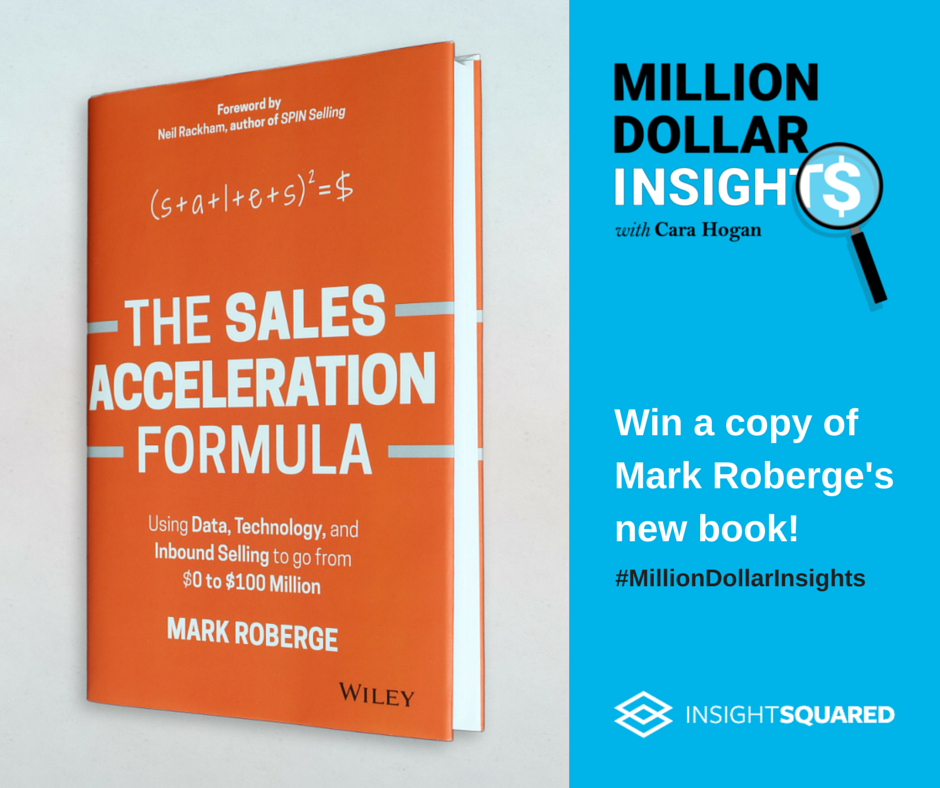 Foreword by
Neil Rackham, author of SPIN Selling
(s+a+l+e+s)²=$
THE SALES
ACCELERATION
FORMULA
Using Data, Technology, and
Inbound Selling to go from
$0 to $100 Million
MARK ROBERGE
WILEY
MILLION
DOLLAR
INSIGHT$
with Cara Hogan
Win a copy of
Mark Roberge's
new book!
#MillionDollarInsights
INSIGHTSQUARED